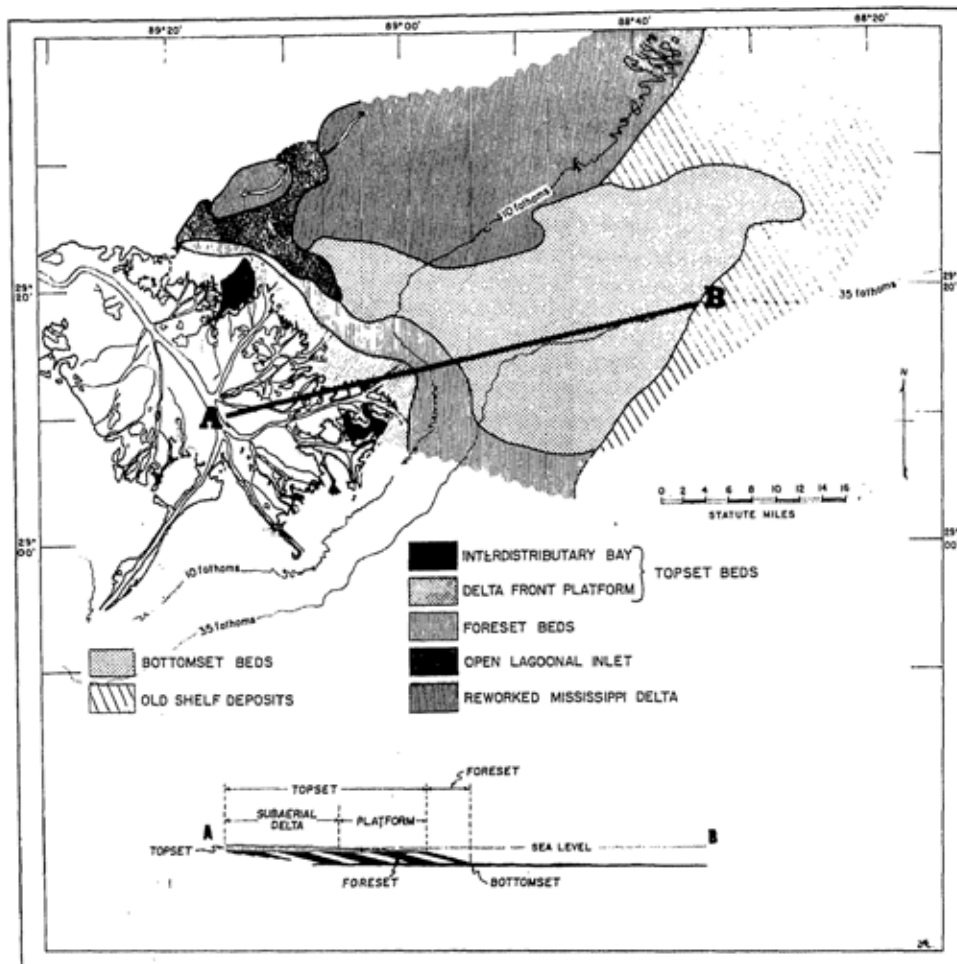 89°20' 89°00' 88°40' 88°20'
10 fathoms
29°
20'
29°
20'
35 fathoms
B
A
N
0 2 4 6 8 10 12 14 16
STATUTE MILES
29°
00'
29°
00'
10 fathoms
35 fathoms
INTERDISTRIBUTARY BAY
DELTA FRONT PLATFORM
TOPSET BEDS
FORESET BEDS
OPEN LAGOONAL INLET
REWORKED MISSISSIPPI DELTA
BOTTOMSET BEDS
OLD SHELF DEPOSITS
FORESET
TOPSET
SUBAERIAL
DELTA
PLATFORM
A
B
TOPSET
SEA LEVEL
FORESET
BOTTOMSET